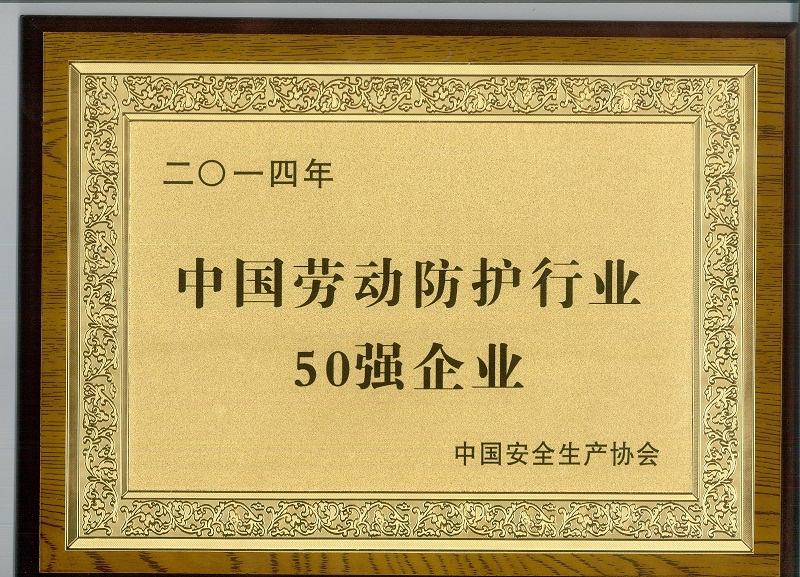 二〇一四年
中国劳动防护行业
50强企业
中国安全生产协会